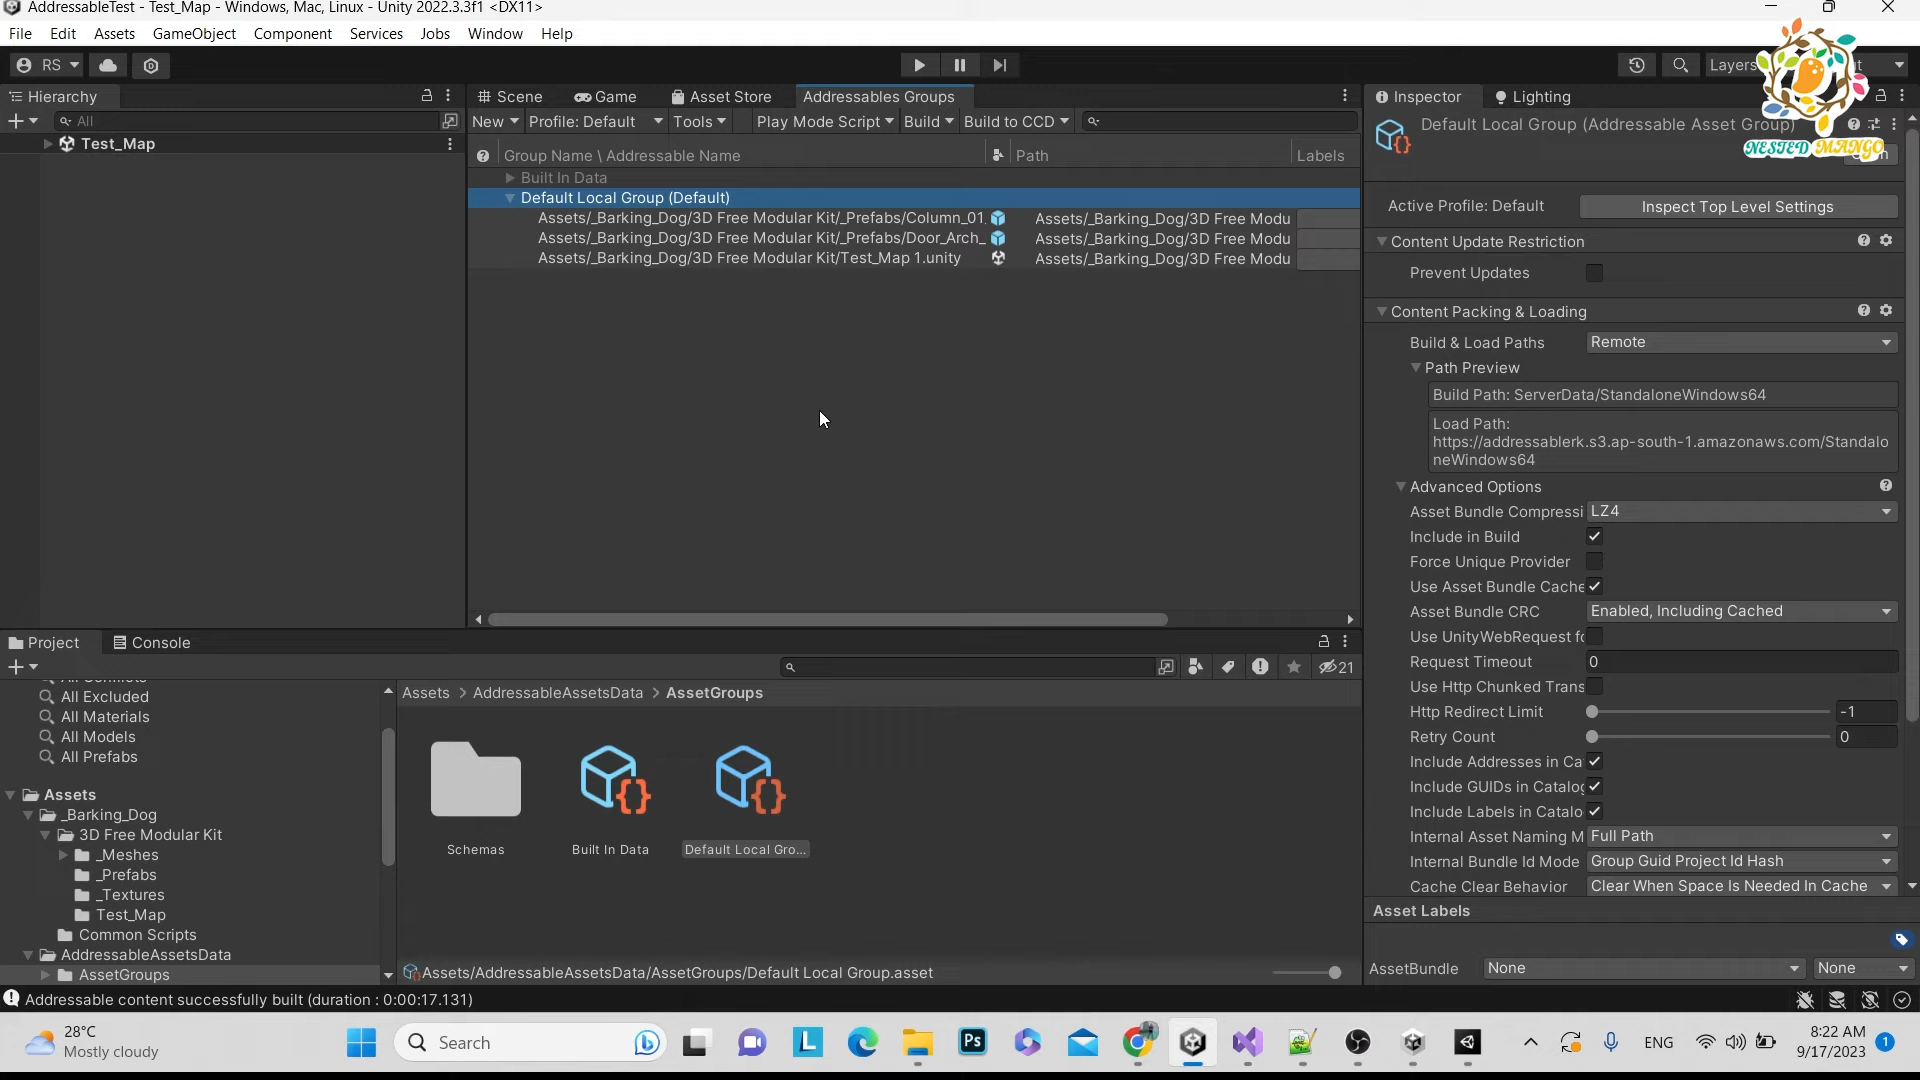 AddressableTest - Test_Map - Windows, Mac, Linux - Unity 2022.3.3f1 <DX11>
File Edit Assets GameObject Component Services Jobs Window Help
RS
Layers
Hierarchy
All
Test_Map
Scene Game Asset Store Addressables Groups
New Profile: Default Tools Play Mode Script Build Build to CCD
Group Name \ Addressable Name Path Labels
Built In Data
Default Local Group (Default)
Assets/_Barking_Dog/3D Free Modular Kit/_Prefabs/Column_01. Assets/_Barking_Dog/3D Free Modu
Assets/_Barking_Dog/3D Free Modular Kit/_Prefabs/Door_Arch_ Assets/_Barking_Dog/3D Free Modu
Assets/_Barking_Dog/3D Free Modular Kit/Test_Map 1.unity Assets/_Barking_Dog/3D Free Modu
Inspector Lighting
Default Local Group (Addressable Asset Group)
NESTED MANGO
Active Profile: Default Inspect Top Level Settings
Content Update Restriction
Prevent Updates
Content Packing & Loading
Build & Load Paths Remote
Path Preview
Build Path: ServerData/StandaloneWindows64
Load Path:
https://addressablerk.s3.ap-south-1.amazonaws.com/Standalo
neWindows64
Advanced Options
Asset Bundle Compressi LZ4
Include in Build
Force Unique Provider
Use Asset Bundle Cache
Asset Bundle CRC Enabled, Including Cached
Use UnityWebRequest fo
Request Timeout 0
Use Http Chunked Trans
Http Redirect Limit -1
Retry Count 0
Include Addresses in Ca
Include GUIDs in Catalog
Include Labels in Catalo
Internal Asset Naming M Full Path
Internal Bundle Id Mode Group Guid Project Id Hash
Cache Clear Behavior Clear When Space Is Needed In Cache
Asset Labels
AssetBundle None None
Project Console
21
All Excluded
All Materials
All Models
All Prefabs
Assets
_Barking_Dog
3D Free Modular Kit
_Meshes
_Prefabs
_Textures
Test_Map
Common Scripts
AddressableAssetsData
AssetGroups
Assets > AddressableAssetsData > AssetGroups
Schemas Built In Data Default Local Gro...
Assets/AddressableAssetsData/AssetGroups/Default Local Group.asset
Addressable content successfully built (duration : 0:00:17.131)
28°C
Mostly cloudy
Search
Ps
ENG
8:22 AM
9/17/2023
1